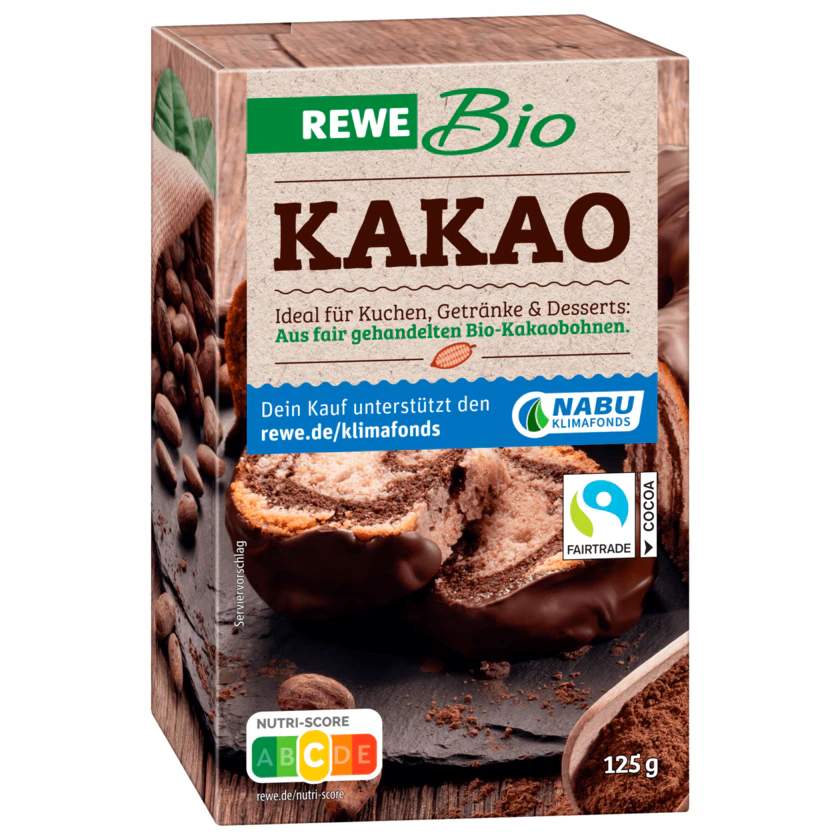 REWE Bio
KAKAO
Ideal für Kuchen, Getränke & Desserts:
Aus fair gehandelten Bio-Kakaobohnen.
Dein Kauf unterstützt den
rewe.de/klimafonds
NABU
KLIMAFONDS
FAIRTRADE
COCOA
Serviervorschlag
NUTRI-SCORE
A B C D E
rewe.de/nutri-score
125 g